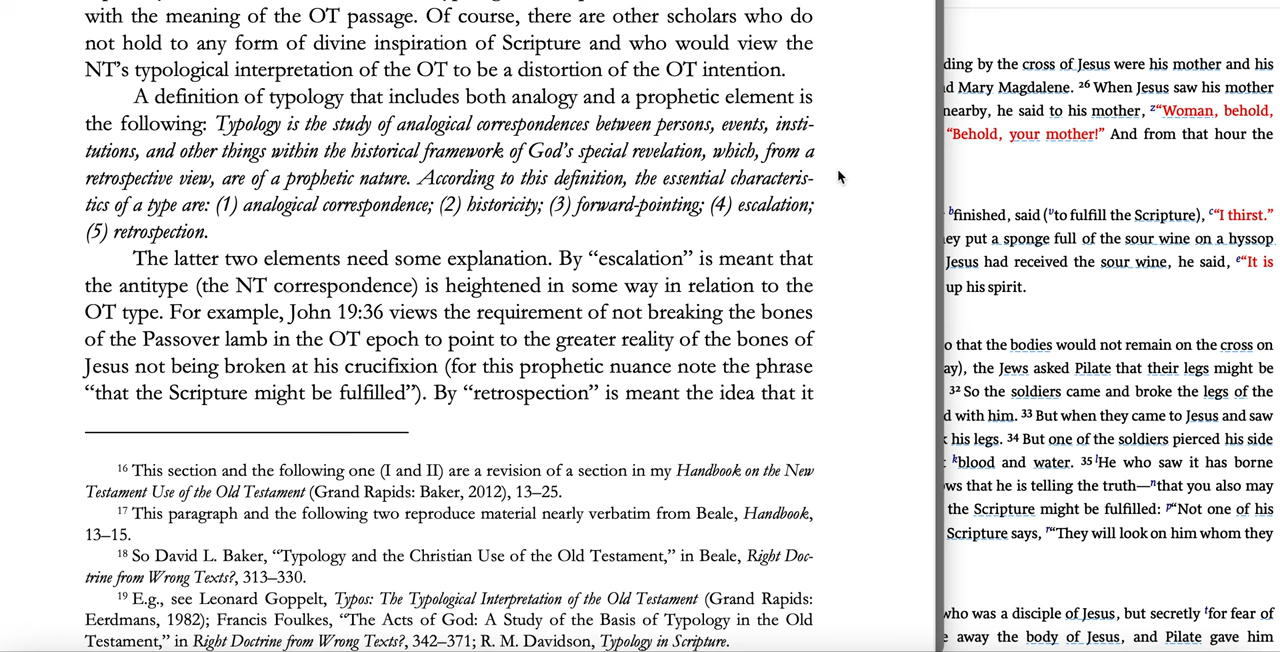 with the meaning of the OT passage. Of course, there are other scholars who do
not hold to any form of divine inspiration of Scripture and who would view the
NT's typological interpretation of the OT to be a distortion of the OT intention.
A definition of typology that includes both analogy and a prophetic element is
the following: Typology is the study of analogical correspondences between persons, events, insti-
tutions, and other things within the historical framework of God's special revelation, which, from a
retrospective view, are of a prophetic nature. According to this definition, the essential characteris-
tics of a type are: (1) analogical correspondence; (2) historicity; (3) forward-pointing; (4) escalation;
(5) retrospection.
The latter two elements need some explanation. By “escalation” is meant that
the antitype (the NT correspondence) is heightened in some way in relation to the
OT type. For example, John 19:36 views the requirement of not breaking the bones
of the Passover lamb in the OT epoch to point to the greater reality of the bones of
Jesus not being broken at his crucifixion (for this prophetic nuance note the phrase
“that the Scripture might be fulfilled”). By “retrospection” is meant the idea that it
16 This section and the following one (I and II) are a revision of a section in my Handbook on the New
Testament Use of the Old Testament (Grand Rapids: Baker, 2012), 13–25.
17 This paragraph and the following two reproduce material nearly verbatim from Beale, Handbook,
13–15.
18 So David L. Baker, “Typology and the Christian Use of the Old Testament,” in Beale, Right Doc-
trine from Wrong Texts?, 313–330.
19 E.g., see Leonard Goppelt, Typos: The Typological Interpretation of the Old Testament (Grand Rapids:
Eerdmans, 1982); Francis Foulkes, “The Acts of God: A Study of the Basis of Typology in the Old
Testament,” in Right Doctrine from Wrong Texts?, 342–371; R. M. Davidson, Typology in Scripture.
ding by the cross of Jesus were his mother and his
d Mary Magdalene. 26 When Jesus saw his mother
nearby, he said to his mother, z“Woman, behold,
“Behold, your mother!” And from that hour the
b finished, said (v to fulfill the Scripture), c“I thirst.”
ey put a sponge full of the sour wine on a hyssop
Jesus had received the sour wine, he said, e“It is
up his spirit.
o that the bodies would not remain on the cross on
ay), the Jews asked Pilate that their legs might be
32 So the soldiers came and broke the legs of the
d with him. 33 But when they came to Jesus and saw
his legs. 34 But one of the soldiers pierced his side
k blood and water. 35 l He who saw it has borne
ws that he is telling the truth—n that you also may
the Scripture might be fulfilled: p“Not one of his
Scripture says, r“They will look on him whom they
who was a disciple of Jesus, but secretly t for fear of
away the body of Jesus, and Pilate gave him